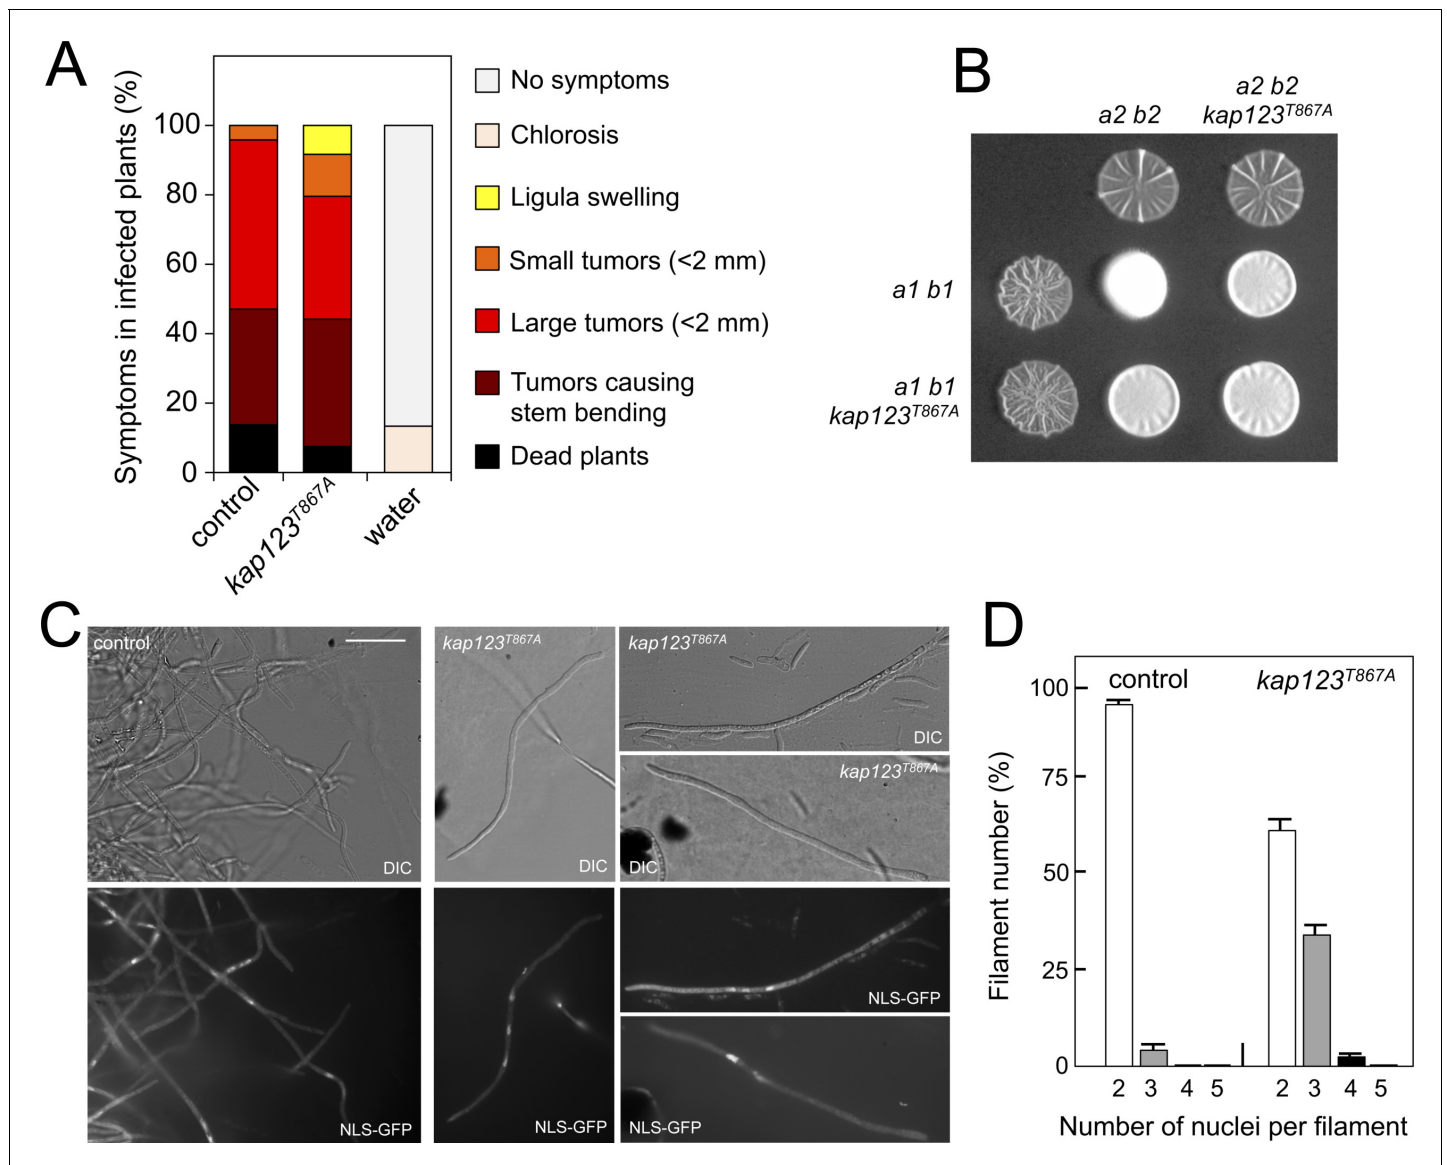 A
Symptoms in infected plants (%)
100
80
60
40
20
0
control
kap123T867A
water
No symptoms
Chlorosis
Ligula swelling
Small tumors (<2 mm)
Large tumors (<2 mm)
Tumors causing
stem bending
Dead plants
B
a2 b2
a2 b2
kap123T867A
a1 b1
a1 b1
kap123T867A
C
control
DIC
kap123T867A
DIC
kap123T867A
DIC
kap123T867A
DIC
NLS-GFP
NLS-GFP
NLS-GFP
NLS-GFP
D
control
kap123T867A
Filament number (%)
100
75
50
25
0
2 3 4 5 2 3 4 5
Number of nuclei per filament